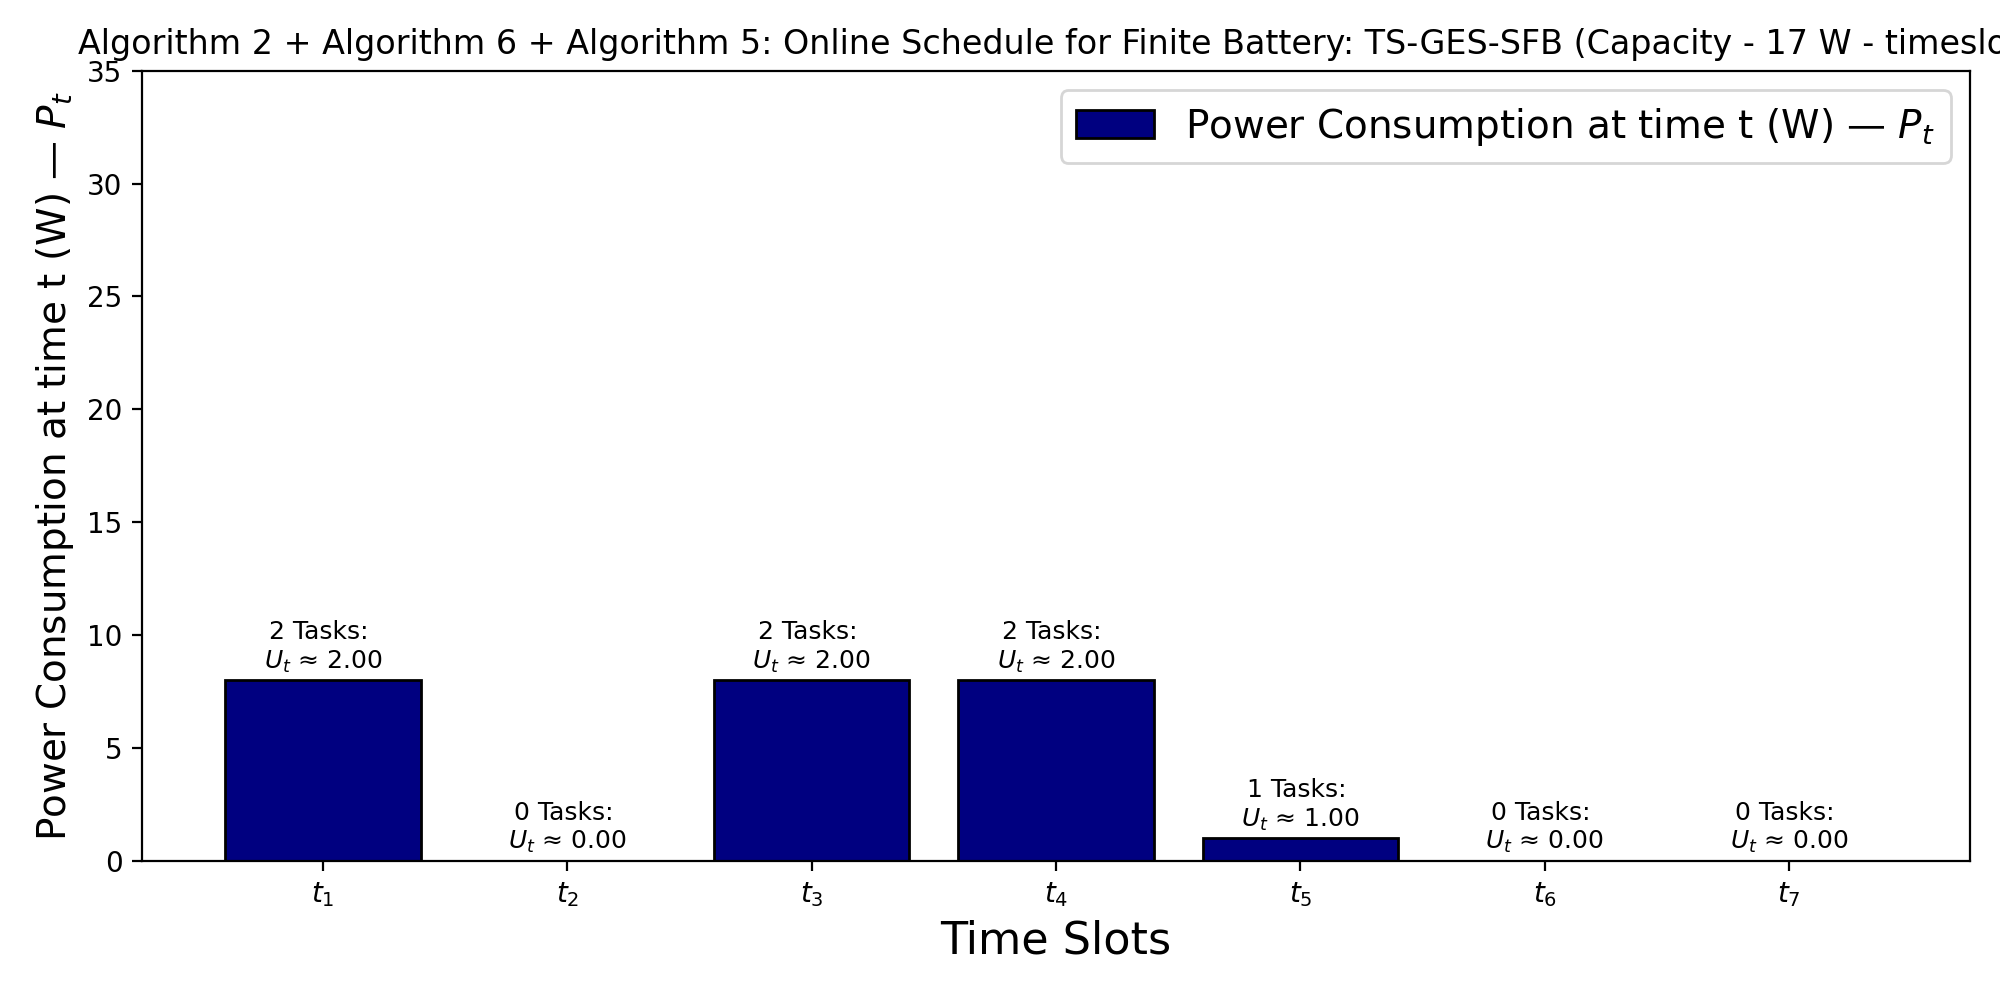 Algorithm 2 + Algorithm 6 + Algorithm 5: Online Schedule for Finite Battery: TS-GES-SFB (Capacity - 17 W - timeslo
Power Consumption at time t (W) — P_t
35
30
25
20
15
10
5
0
Power Consumption at time t (W) — P_t
2 Tasks:
U_t ≈ 2.00
0 Tasks:
U_t ≈ 0.00
2 Tasks:
U_t ≈ 2.00
2 Tasks:
U_t ≈ 2.00
1 Tasks:
U_t ≈ 1.00
0 Tasks:
U_t ≈ 0.00
0 Tasks:
U_t ≈ 0.00
t_1 t_2 t_3 t_4 t_5 t_6 t_7
Time Slots